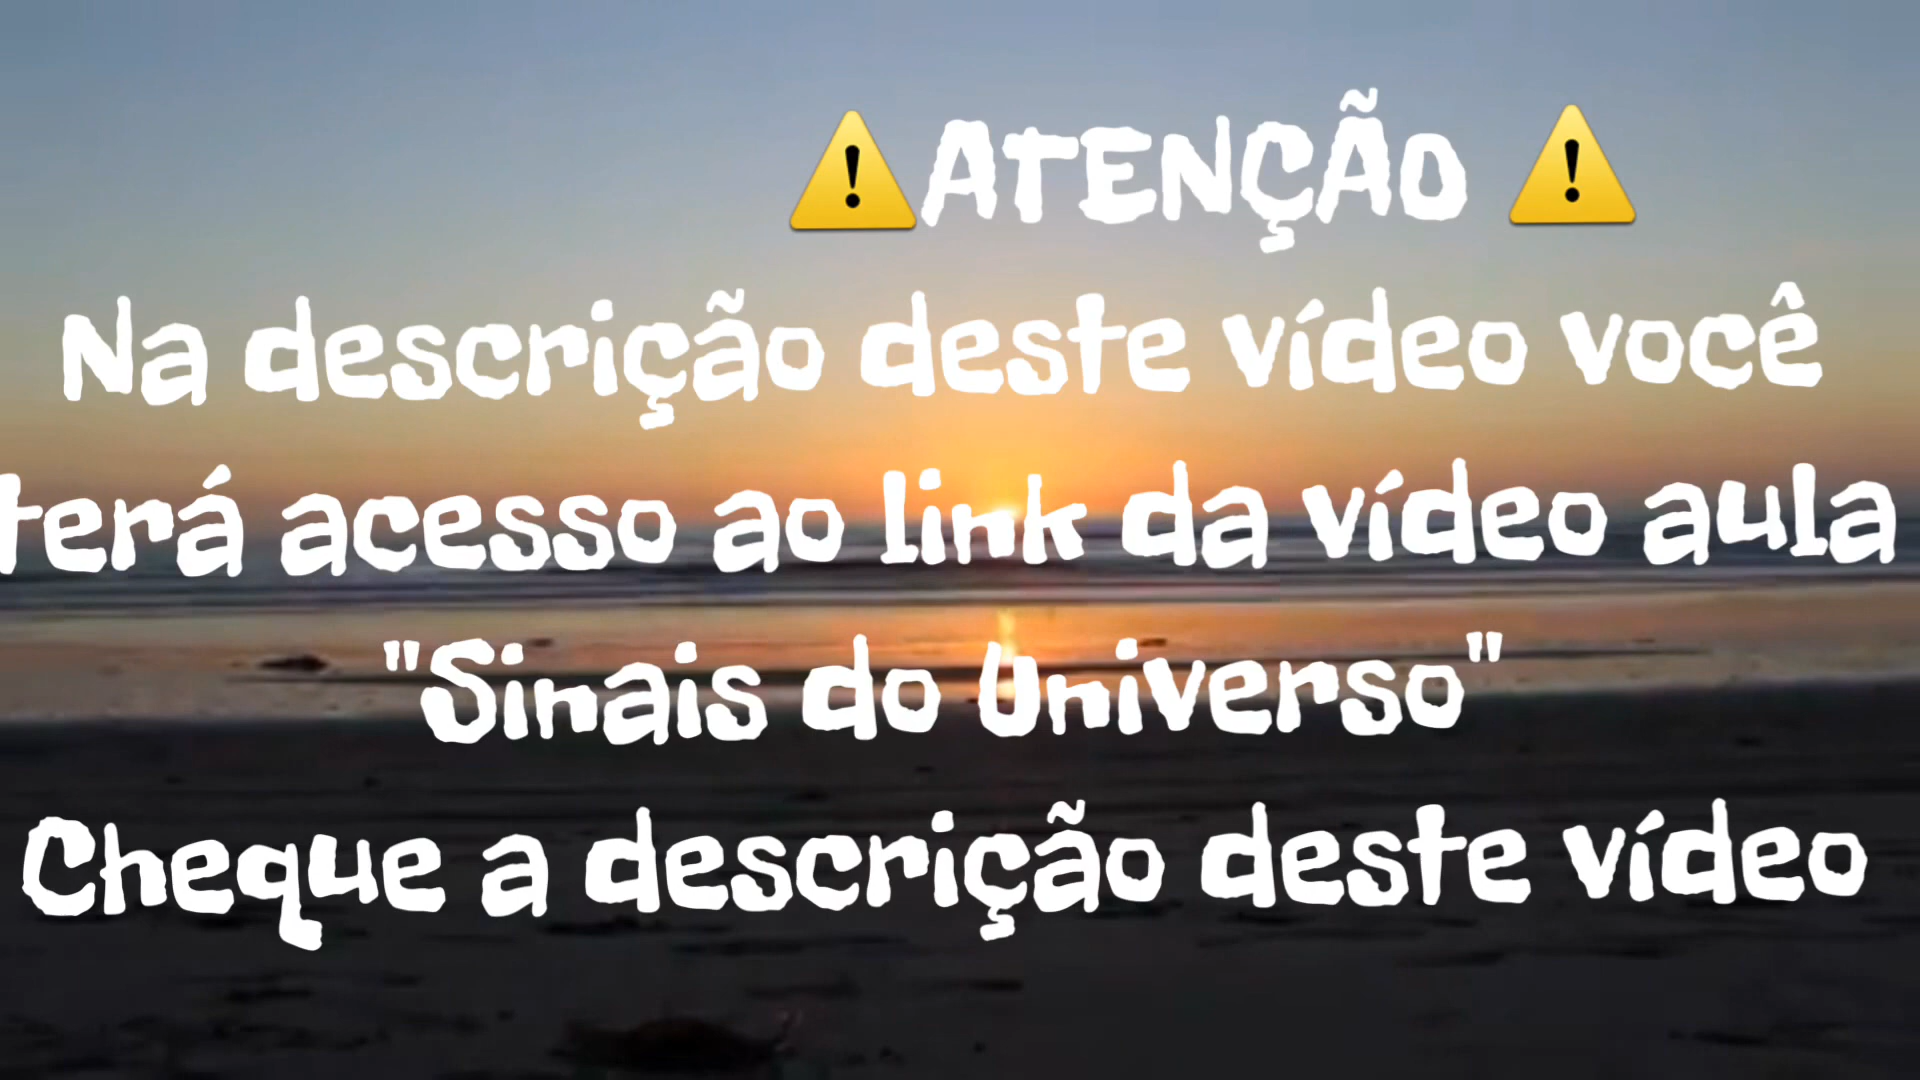 ⚠️ATENÇÃO ⚠️
Na descrição deste vídeo você
terá acesso ao link da vídeo aula
"Sinais do Universo"
Cheque a descrição deste vídeo